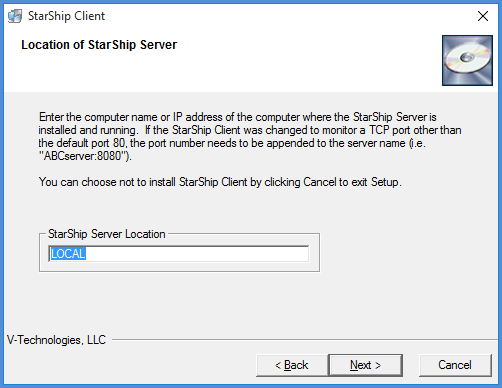 StarShip Client
Location of StarShip Server
Enter the computer name or IP address of the computer where the StarShip Server is
installed and running.  If the StarShip Client was changed to monitor a TCP port other than
the default port 80, the port number needs to be appended to the server name (i.e.
"ABCserver:8080").
You can choose not to install StarShip Client by clicking Cancel to exit Setup.
StarShip Server Location
LOCAL
V-Technologies, LLC
< Back
Next >
Cancel